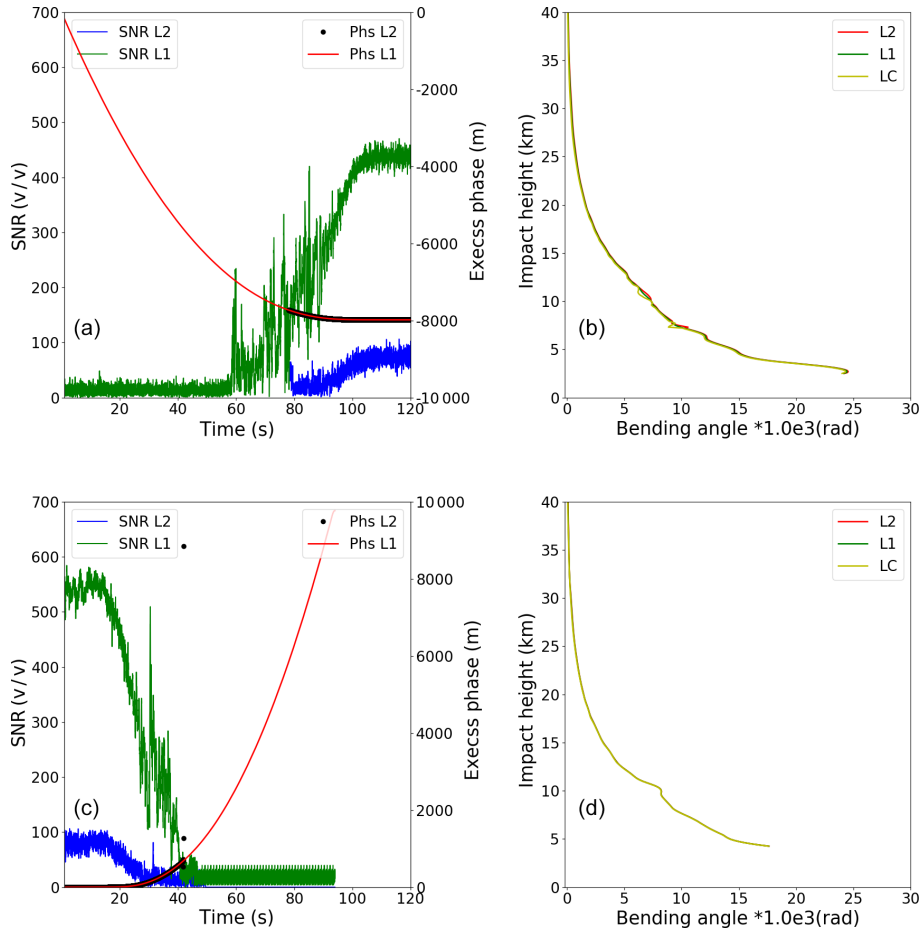 700
600
500
400
300
200
100
0
SNR (v / v)
SNR L2
SNR L1
Phs L2
Phs L1
(a)
20
40
60
80
100
120
Time (s)
0
-2000
-4000
-6000
-8000
-10 000
Execss phase (m)
40
35
30
25
20
15
10
5
0
Impact height (km)
L2
L1
LC
(b)
0
5
10
15
20
25
30
Bending angle *1.0e3(rad)
700
600
500
400
300
200
100
0
SNR (v / v)
SNR L2
SNR L1
Phs L2
Phs L1
(c)
20
40
60
80
100
120
Time (s)
10 000
8000
6000
4000
2000
0
Execss phase (m)
40
35
30
25
20
15
10
5
0
Impact height (km)
L2
L1
LC
(d)
0
5
10
15
20
25
30
Bending angle *1.0e3(rad)